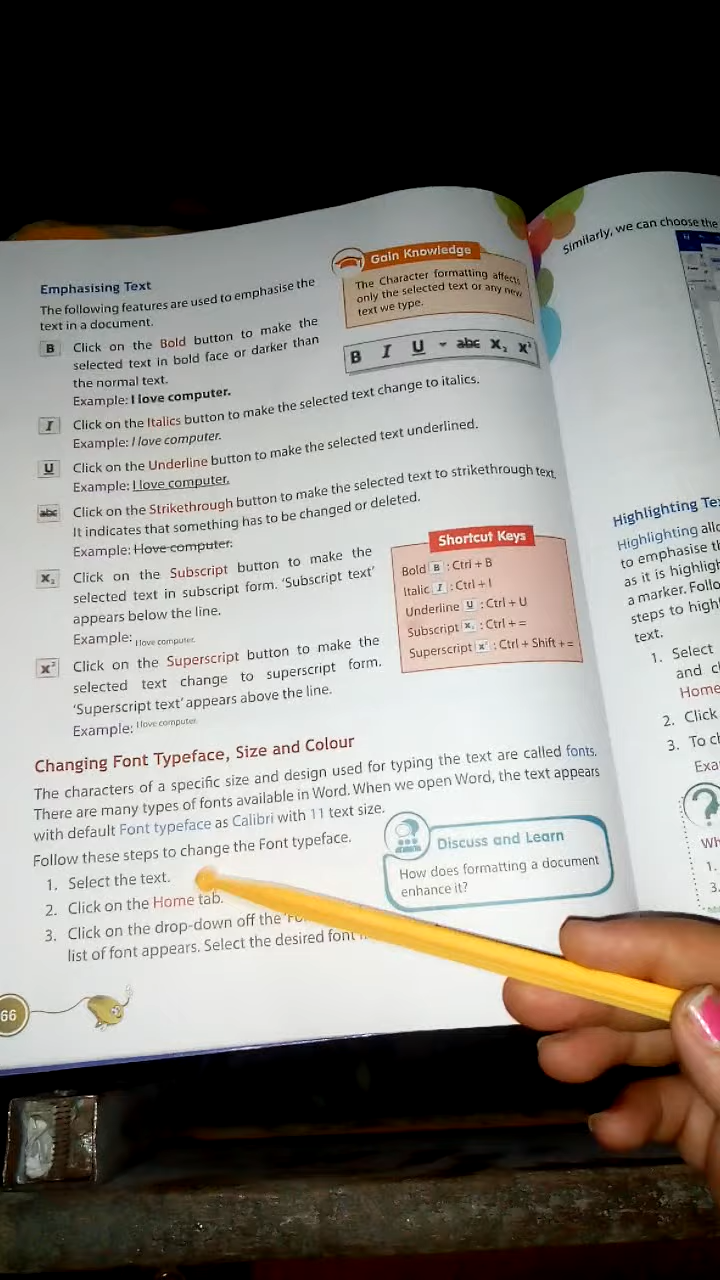 Emphasising Text
The following features are used to emphasise the
text in a document.
B Click on the Bold button to make the
selected text in bold face or darker than
the normal text.
Example: I love computer.
Gain Knowledge
The Character formatting affects
only the selected text or any new
text we type.
B I U abc X₂ X²
I Click on the Italics button to make the selected text change to italics.
Example: I love computer.
U Click on the Underline button to make the selected text underlined.
Example: I love computer.
abc Click on the Strikethrough button to make the selected text to strikethrough text.
It indicates that something has to be changed or deleted.
Example: I love computer.
X₂ Click on the Subscript button to make the
selected text in subscript form. 'Subscript text'
appears below the line.
Example: I love computer.
X² Click on the Superscript button to make the
selected text change to superscript form.
'Superscript text' appears above the line.
Example: I love computer.
Shortcut Keys
Bold B : Ctrl + B
Italic I : Ctrl + I
Underline U : Ctrl + U
Subscript X₂ : Ctrl + =
Superscript X² : Ctrl + Shift + =
Changing Font Typeface, Size and Colour
The characters of a specific size and design used for typing the text are called fonts.
There are many types of fonts available in Word. When we open Word, the text appears
with default Font typeface as Calibri with 11 text size.
Follow these steps to change the Font typeface.
1. Select the text.
2. Click on the Home tab.
3. Click on the drop-down off the
list of font appears. Select the desired font
Discuss and Learn
How does formatting a document
enhance it?
66
Similarly, we can choose the
Highlighting
Highlighting
to emphasise
as it is
a marker.
steps to
text.
1. Select
and
Home
2. Click
3. To
?
1.
3.